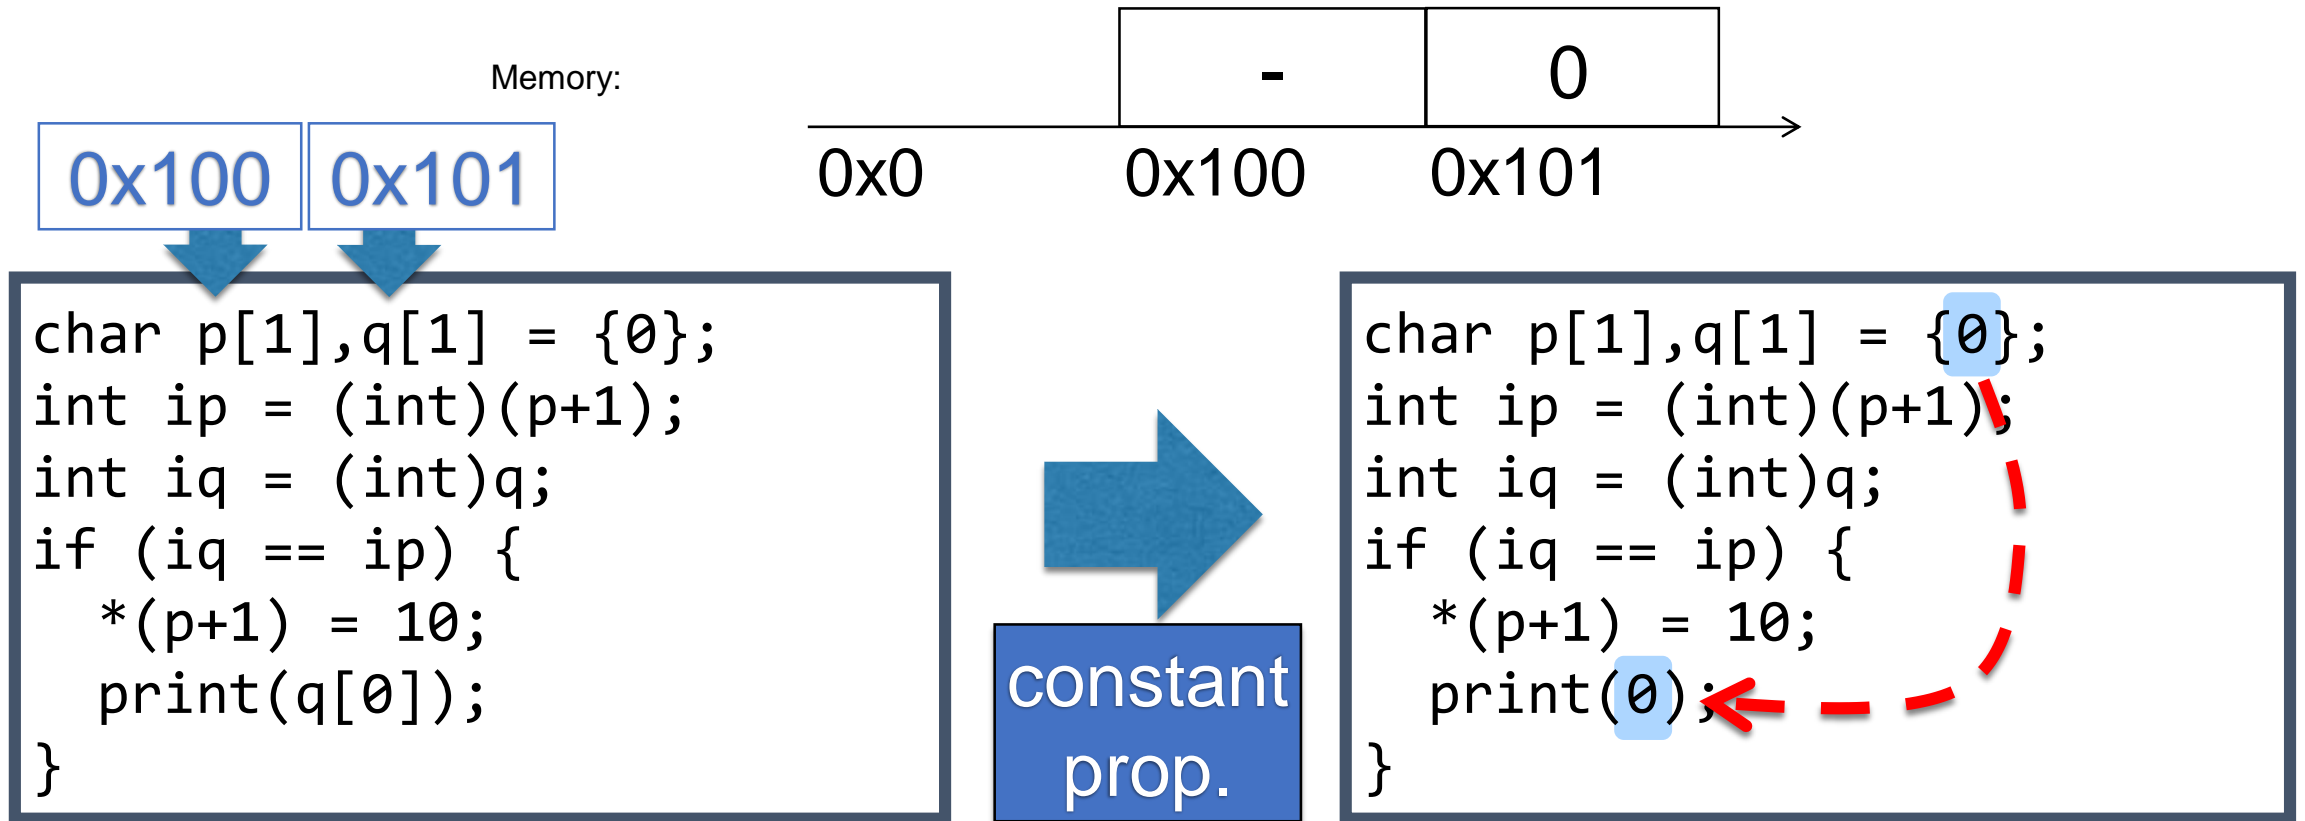 Memory:
-
0
0x0
0x100
0x101
0x100
0x101
char p[1],q[1] = {0};
int ip = (int)(p+1);
int iq = (int)q;
if (iq == ip) {
  *(p+1) = 10;
  print(q[0]);
}
constant
prop.
char p[1],q[1] = {0};
int ip = (int)(p+1);
int iq = (int)q;
if (iq == ip) {
  *(p+1) = 10;
  print(0);
}